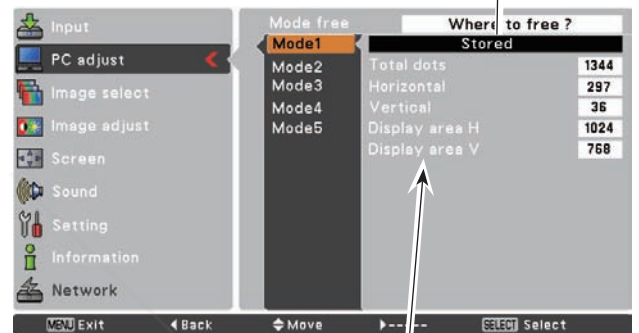 Input
PC adjust
Image select
Image adjust
Screen
Sound
Setting
Information
Network
Mode free
Where to free ?
Mode1
Stored
Mode2
Total dots 1344
Mode3
Horizontal 297
Mode4
Vertical 36
Mode5
Display area H 1024
Display area V 768
MENU Exit
Back
Move
-----
SELECT Select